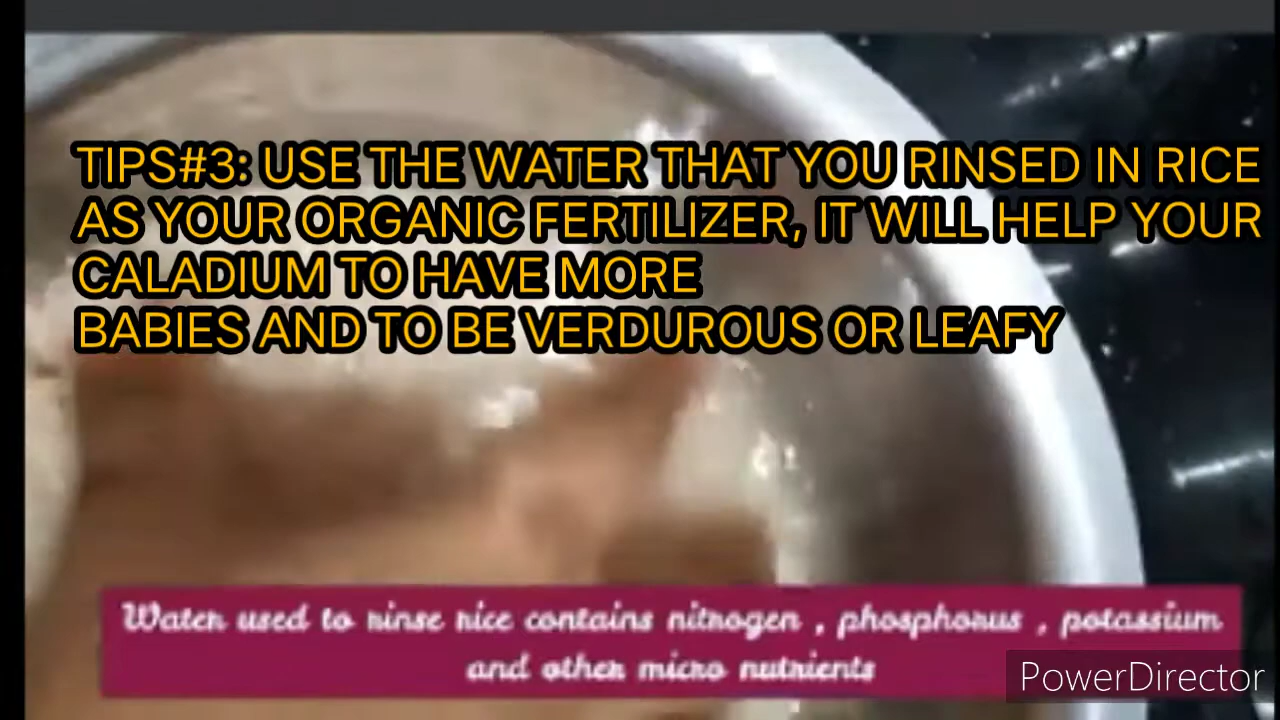 TIPS#3: USE THE WATER THAT YOU RINSED IN RICE
AS YOUR ORGANIC FERTILIZER, IT WILL HELP YOUR
CALADIUM TO HAVE MORE
BABIES AND TO BE VERDUROUS OR LEAFY
Water used to rinse rice contains nitrogen , phosphorus , potassium
and other micro nutrients
PowerDirector